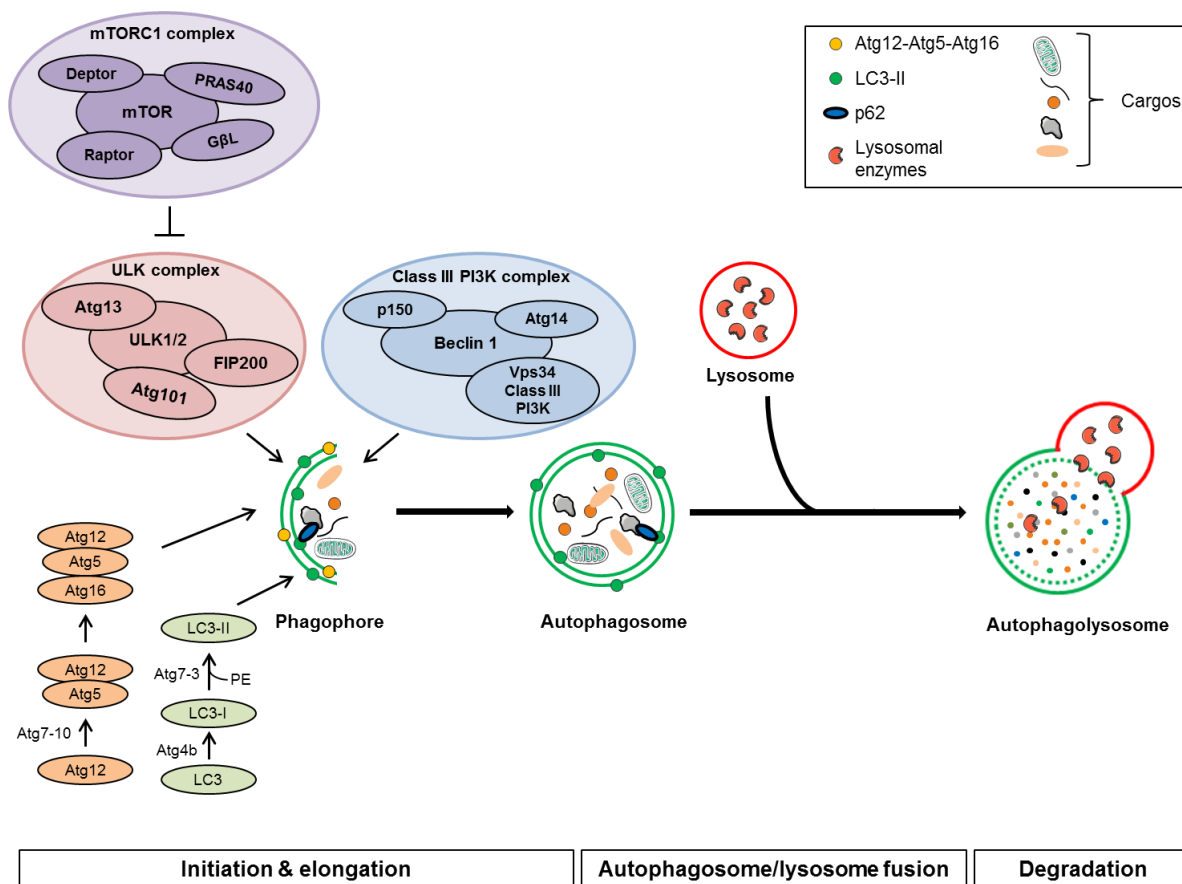 mTORC1 complex
Deptor
PRAS40
mTOR
Raptor
GβL
Atg12-Atg5-Atg16
LC3-II
p62
Lysosomal
enzymes
Cargos
ULK complex
Atg13
ULK1/2
FIP200
Atg101
Class III PI3K complex
p150
Atg14
Beclin 1
Vps34
Class III
PI3K
Lysosome
Atg12
Atg5
Atg16
Atg12
Atg5
Atg7-10
Atg12
LC3-II
Atg7-3
PE
LC3-I
Atg4b
LC3
Phagophore
Autophagosome
Autophagolysosome
Initiation & elongation
Autophagosome/lysosome fusion
Degradation